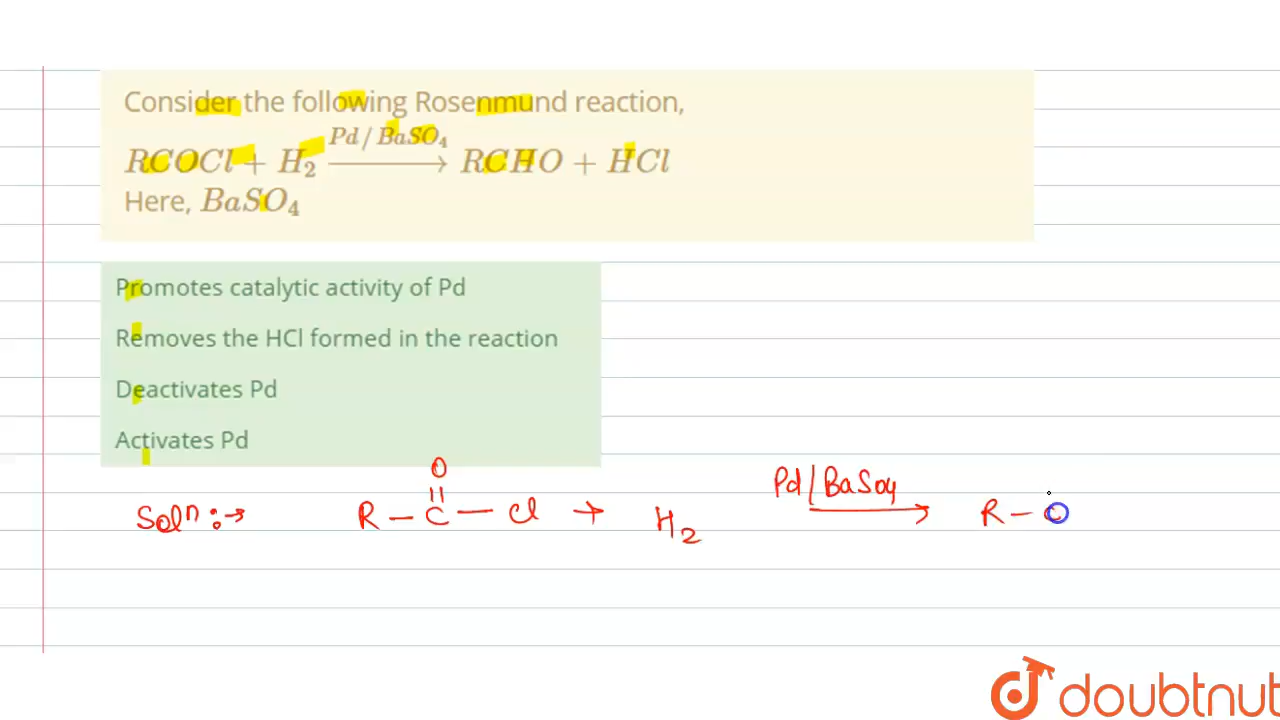 Consider the following Rosenmund reaction,
RCOCl + H₂ Pd/BaSO₄ → RCHO + HCl
Here, BaSO₄
Promotes catalytic activity of Pd
Removes the HCl formed in the reaction
Deactivates Pd
Activates Pd
O
Solⁿ :→ R — C — Cl + H₂ Pd/BaSO4 → R — C
doubtnut